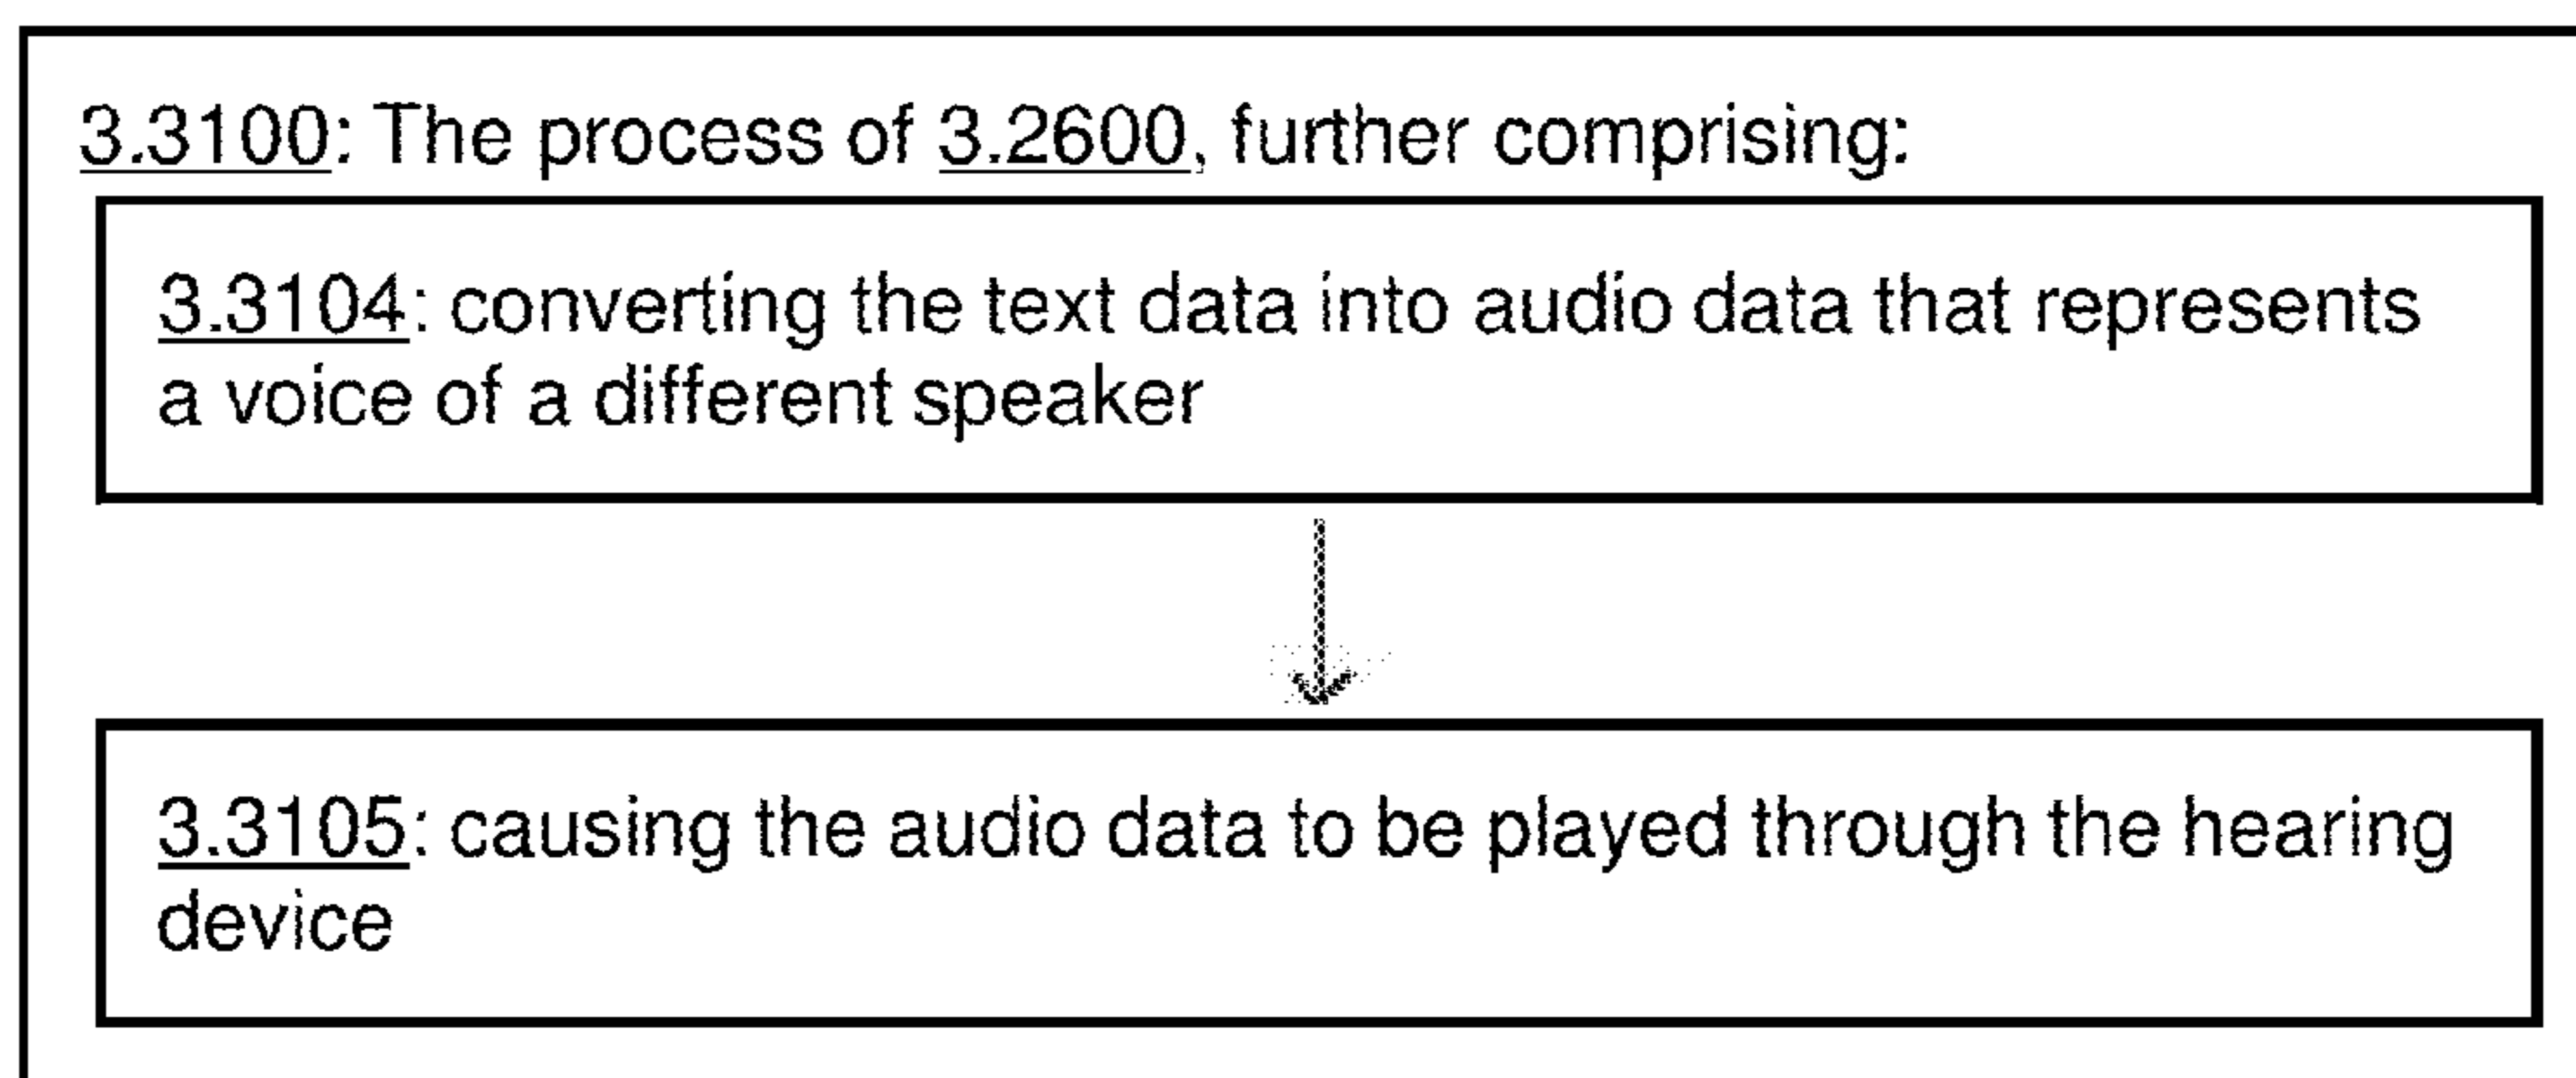 3.3100: The process of 3.2600, further comprising:
3.3104: converting the text data into audio data that represents
a voice of a different speaker
3.3105: causing the audio data to be played through the hearing
device